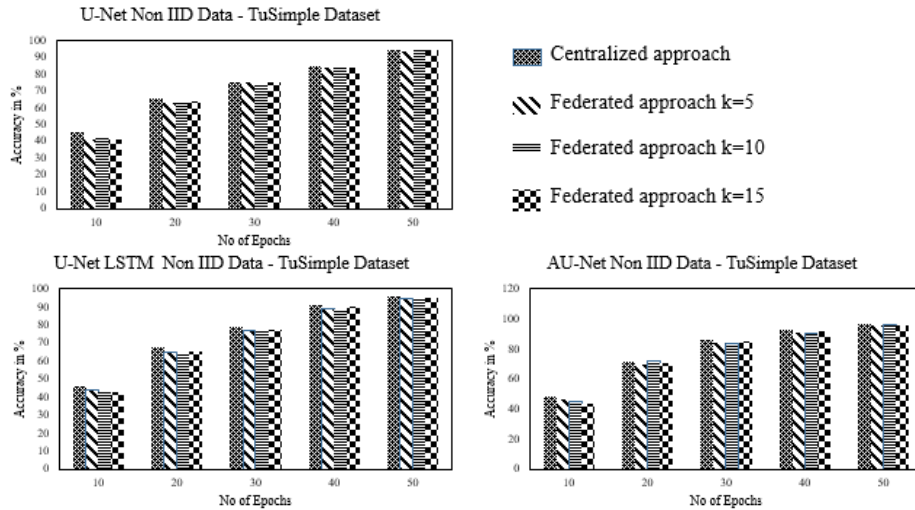 U-Net Non IID Data - TuSimple Dataset
100
90
80
70
60
50
40
30
20
10
0
Accuracy in %
10 20 30 40 50
No of Epochs
Centralized approach
Federated approach k=5
Federated approach k=10
Federated approach k=15
U-Net LSTM Non IID Data - TuSimple Dataset
100
90
80
70
60
50
40
30
20
10
0
Accuracy in %
10 20 30 40 50
No of Epochs
AU-Net Non IID Data - TuSimple Dataset
120
100
80
60
40
20
0
Accuracy in %
10 20 30 40 50
No of Epochs